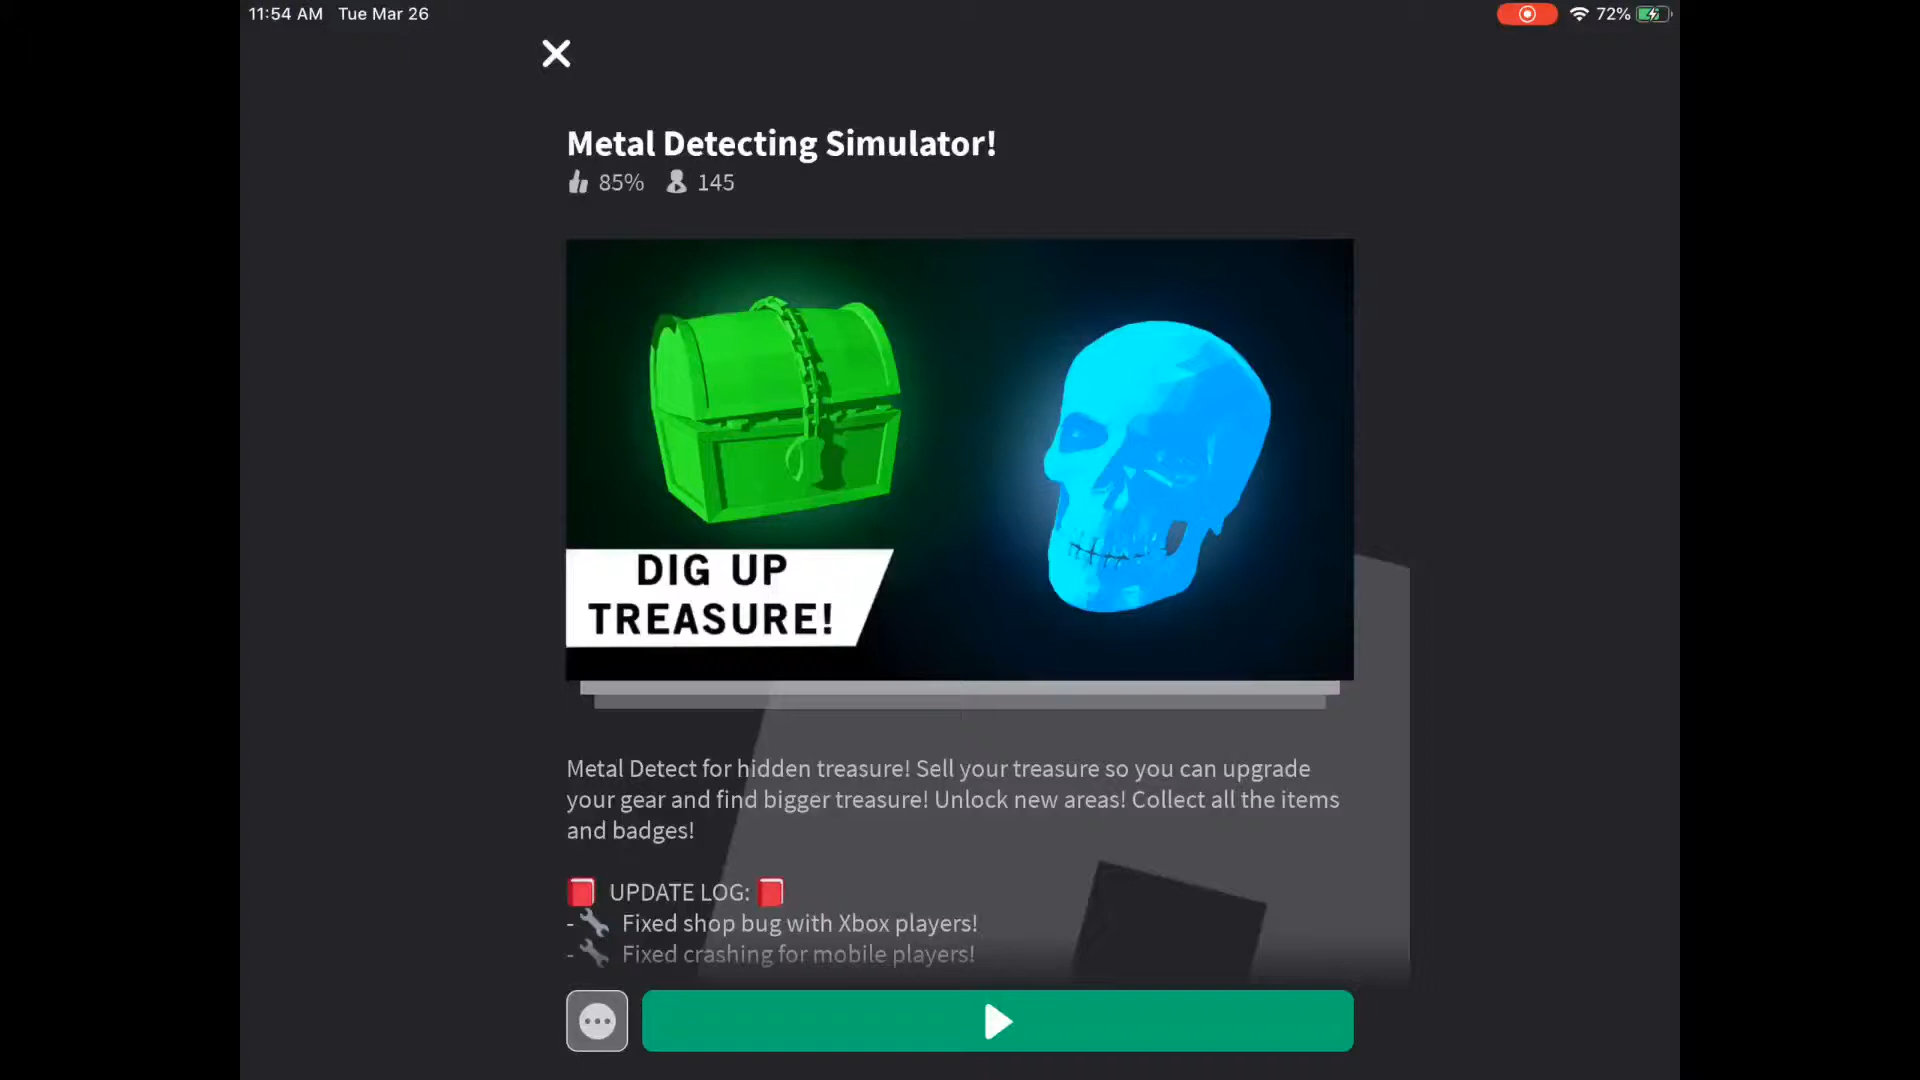 11:54 AM Tue Mar 26
72%
Metal Detecting Simulator!
85% 145
DIG UP
TREASURE!
Metal Detect for hidden treasure! Sell your treasure so you can upgrade
your gear and find bigger treasure! Unlock new areas! Collect all the items
and badges!
UPDATE LOG:
- Fixed shop bug with Xbox players!
- Fixed crashing for mobile players!